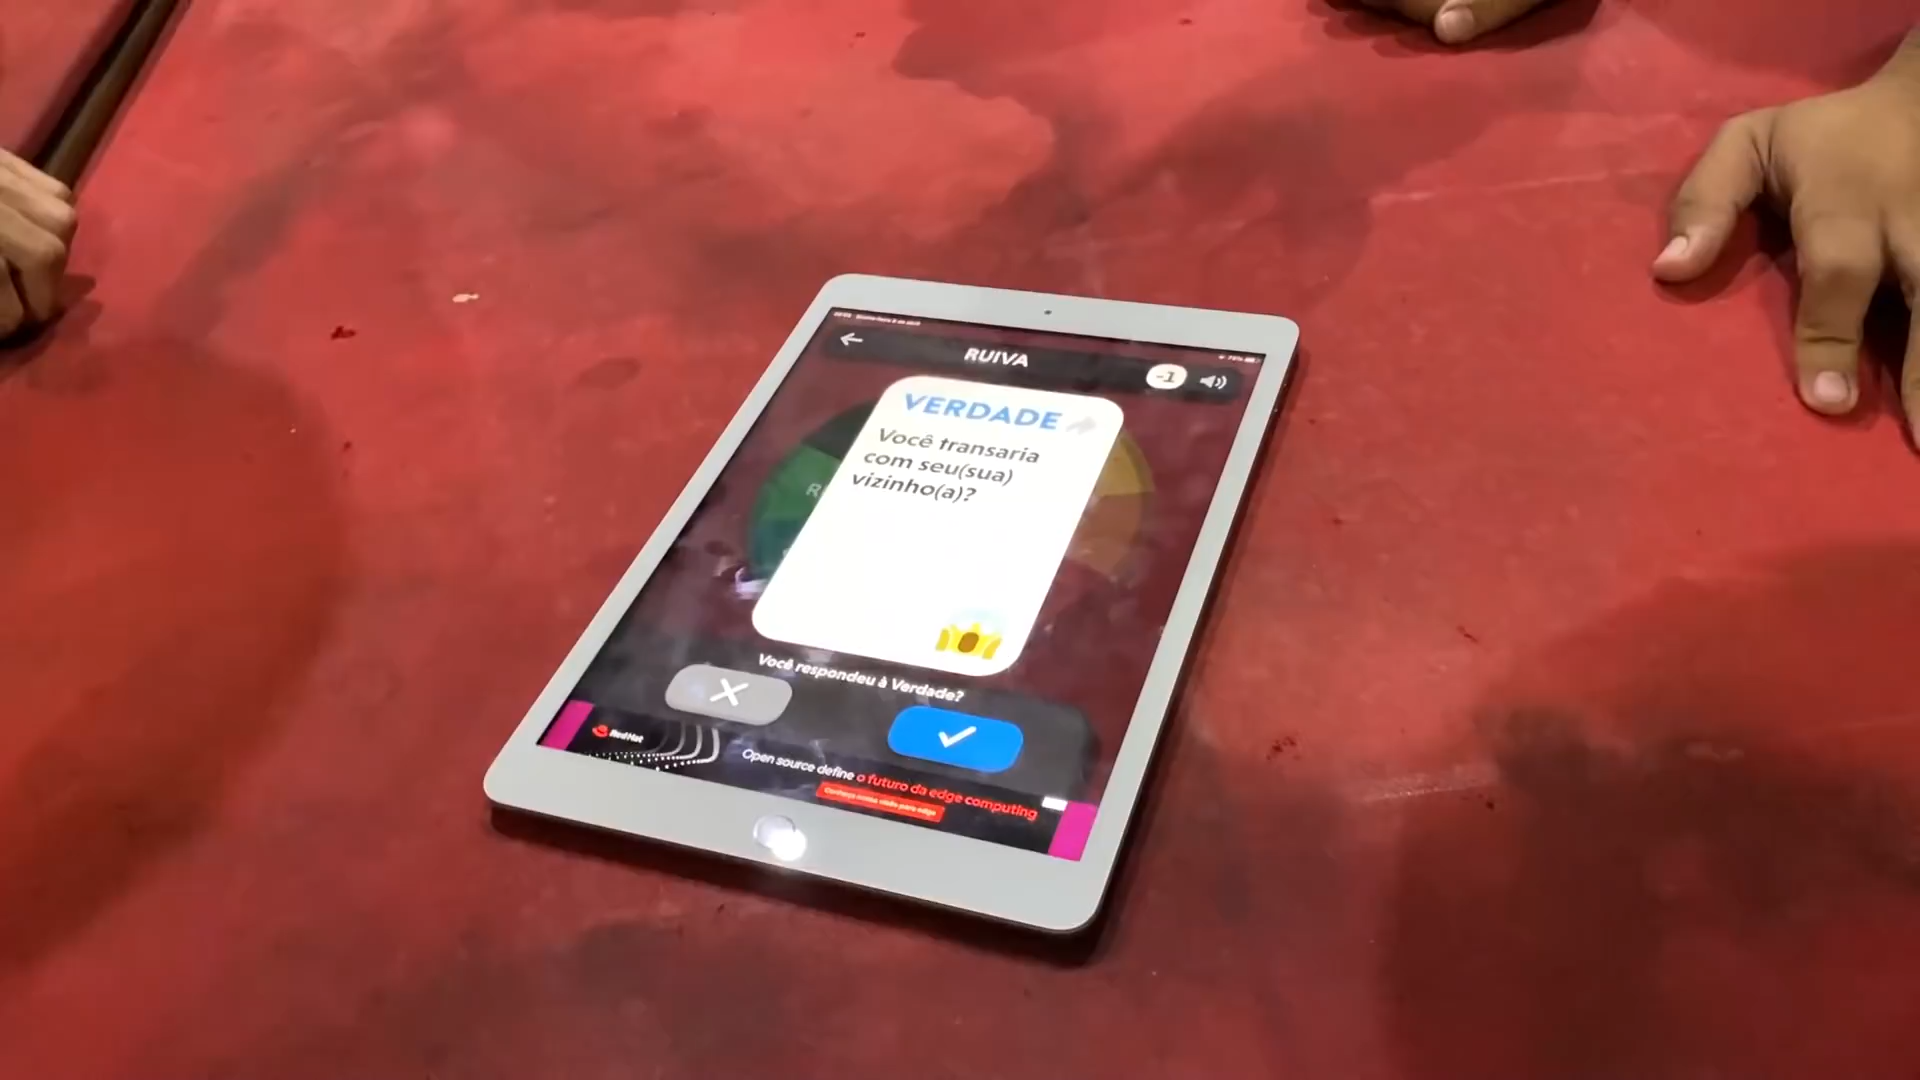 RUIVA
-1
VERDADE
Você transaria
com seu(sua)
vizinho(a)?
Você respondeu à Verdade?
Red Hat
Open source define o futuro da edge computing